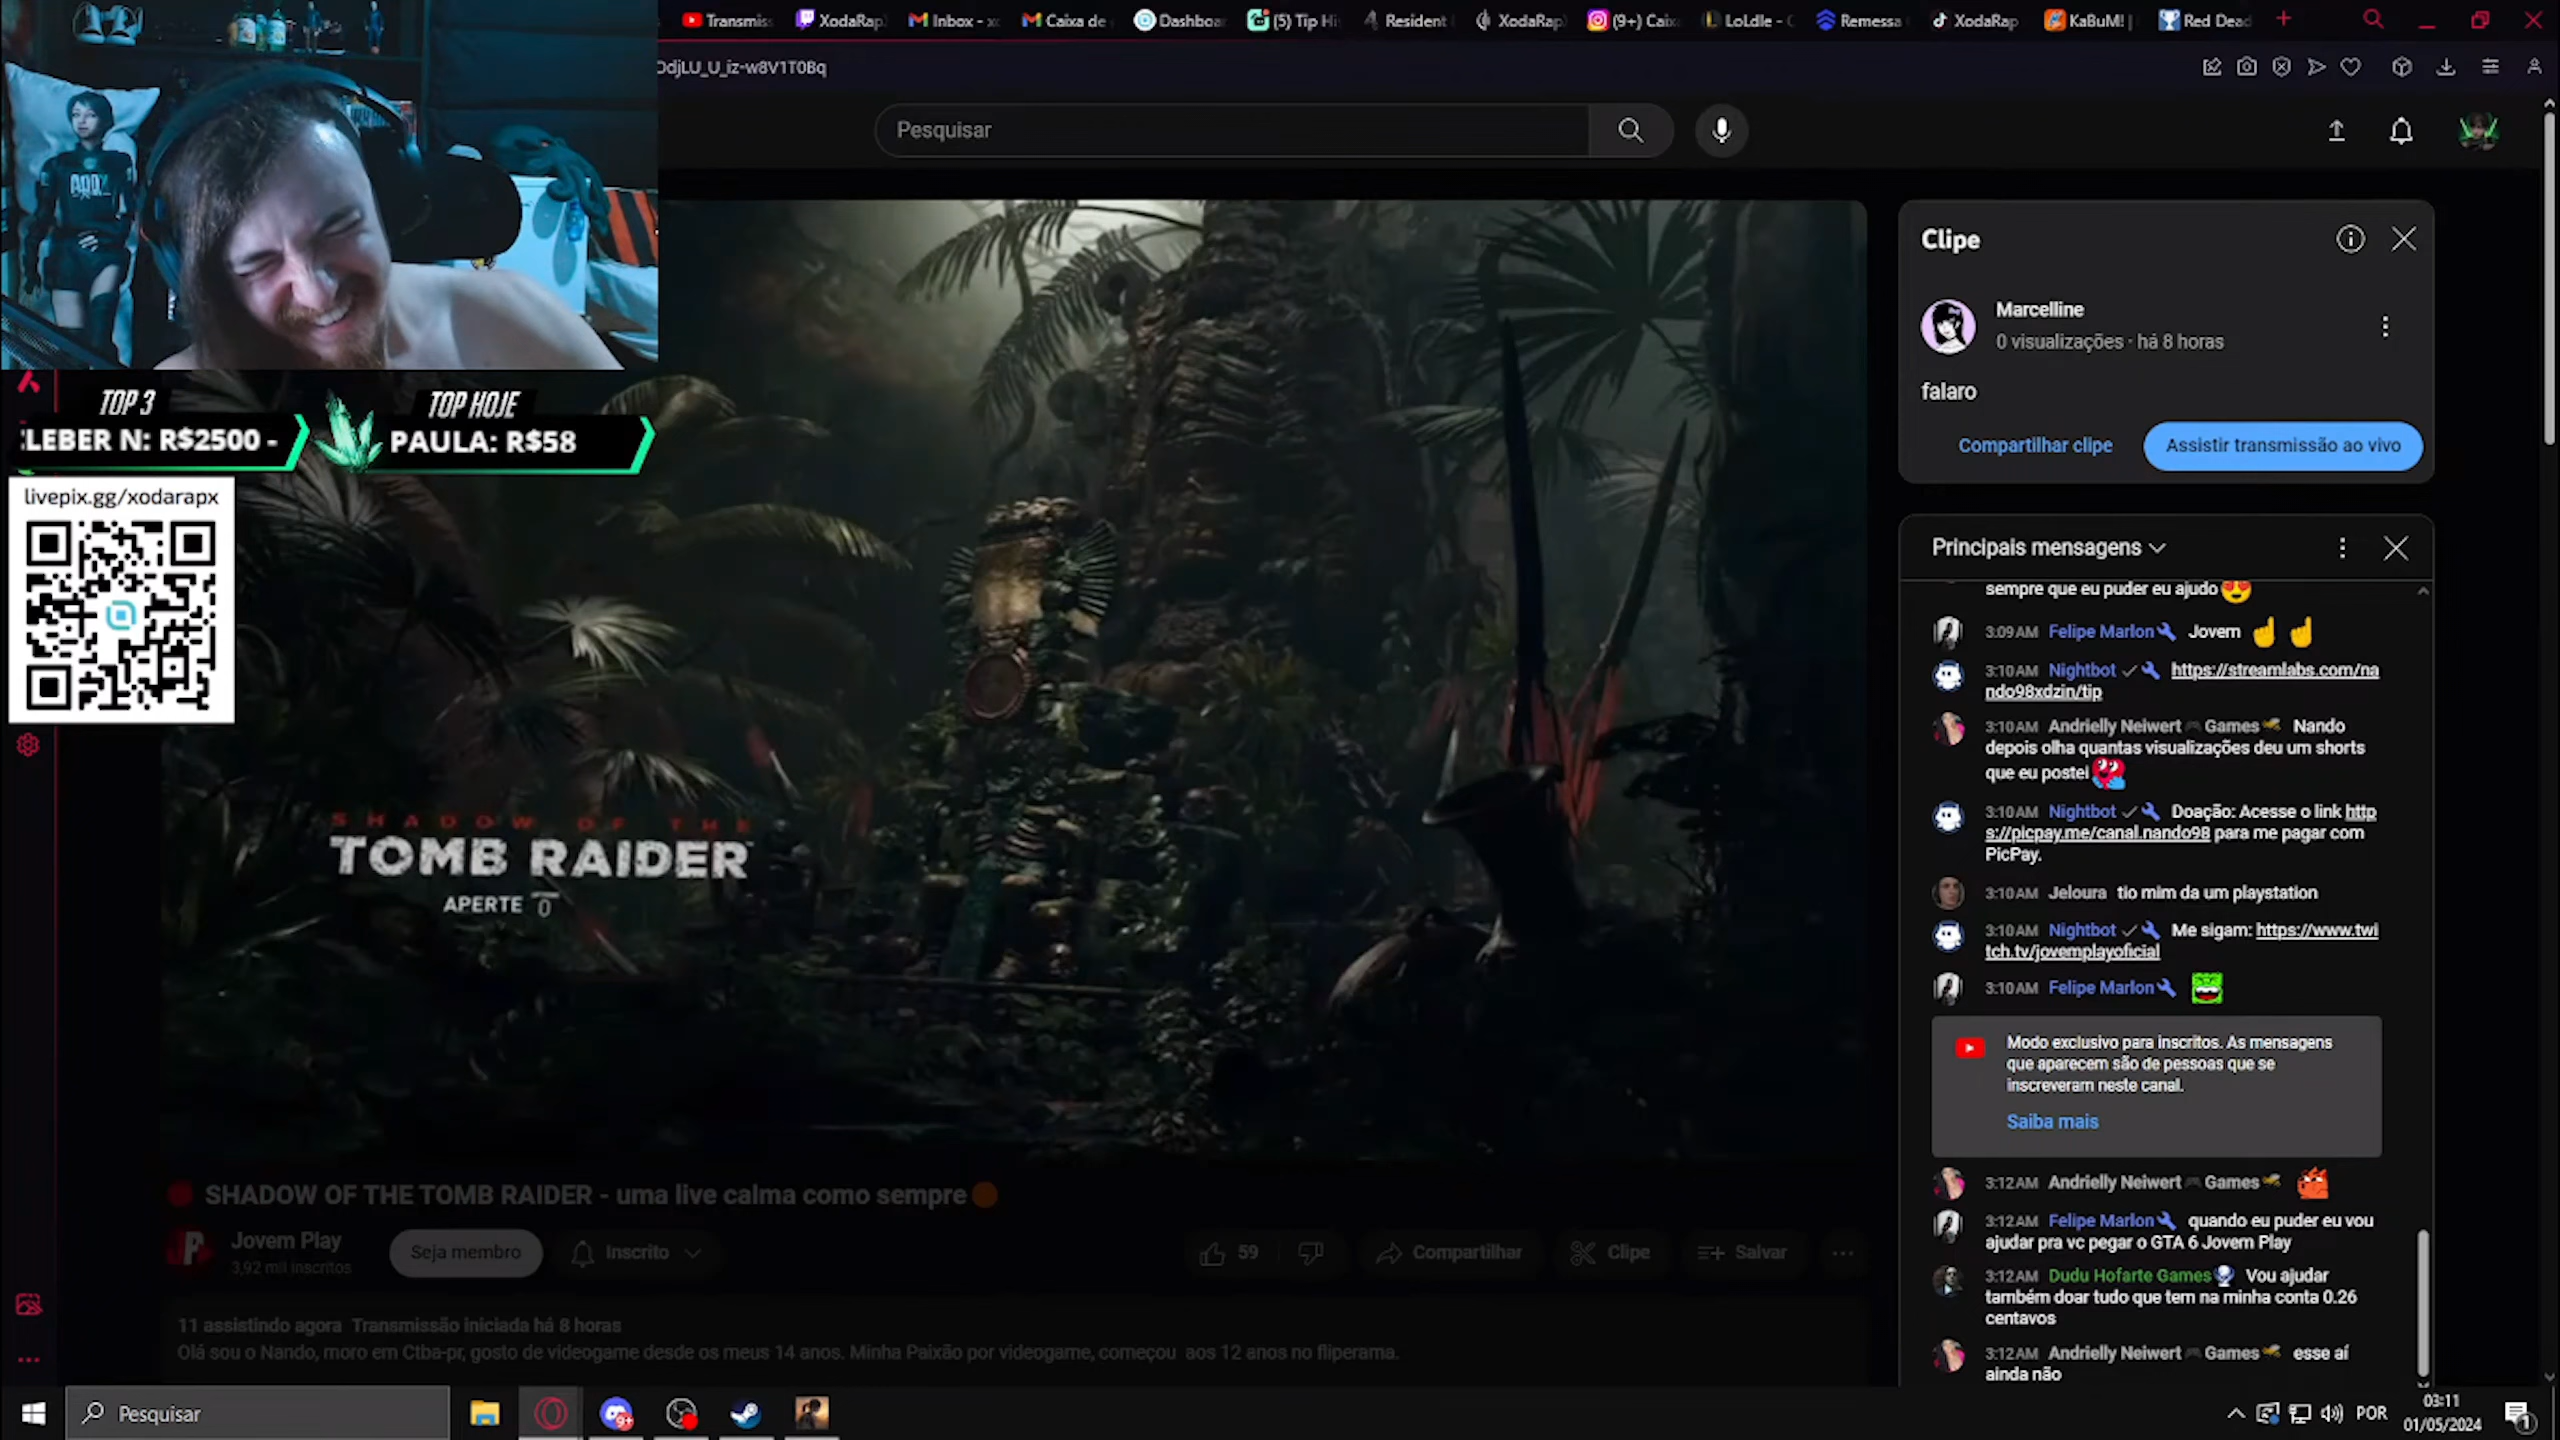 Transmis
XodaRap
Inbox - xo
Caixa de
Dashboa
(5) Tip Hi
Resident
XodaRap
(9+) Caix
LoLdle - C
Remessa
XodaRap
KaBuM! |
Red Dead
DdjLU_U_iz-w8V1T0Bq
Pesquisar
Clipe
Marcelline
0 visualizações · há 8 horas
falaro
Compartilhar clipe
Assistir transmissão ao vivo
TOP 3
LEBER N: R$2500 -
TOP HOJE
PAULA: R$58
livepix.gg/xodarapx
SHADOW OF THE
TOMB RAIDER
APERTE
Principais mensagens
sempre que eu puder eu ajudo😍
3:09AM Felipe Marlon Jovem ☝ ☝
3:10AM Nightbot https://streamlabs.com/na
ndo98xdzin/tip
3:10AM Andrielly Neiwert Games Nando
depois olha quantas visualizações deu um shorts
que eu postei
3:10AM Nightbot Doação: Acesse o link http
s://picpay.me/canal.nando98 para me pagar com
PicPay.
3:10AM Jeloura tio mim da um playstation
3:10AM Nightbot Me sigam: https://www.twi
tch.tv/jovemplayoficial
3:10AM Felipe Marlon
Modo exclusivo para inscritos. As mensagens
que aparecem são de pessoas que se
inscreveram neste canal.
Saiba mais
3:12AM Andrielly Neiwert Games
3:12AM Felipe Marlon quando eu puder eu vou
ajudar pra vc pegar o GTA 6 Jovem Play
3:12AM Dudu Hofarte Games Vou ajudar
também doar tudo que tem na minha conta 0.26
centavos
3:12AM Andrielly Neiwert Games esse aí
ainda não
SHADOW OF THE TOMB RAIDER - uma live calma como sempre
Jovem Play
3,92 mil inscritos
Seja membro
Inscrito
59
Compartilhar
Clipe
Salvar
11 assistindo agora Transmissão iniciada há 8 horas
Olá sou o Nando, moro em Ctba-pr, gosto de videogame desde os meus 14 anos. Minha Paixão por videogame, começou aos 12 anos no fliperama.
Pesquisar
9+
POR
03:11
01/05/2024
1